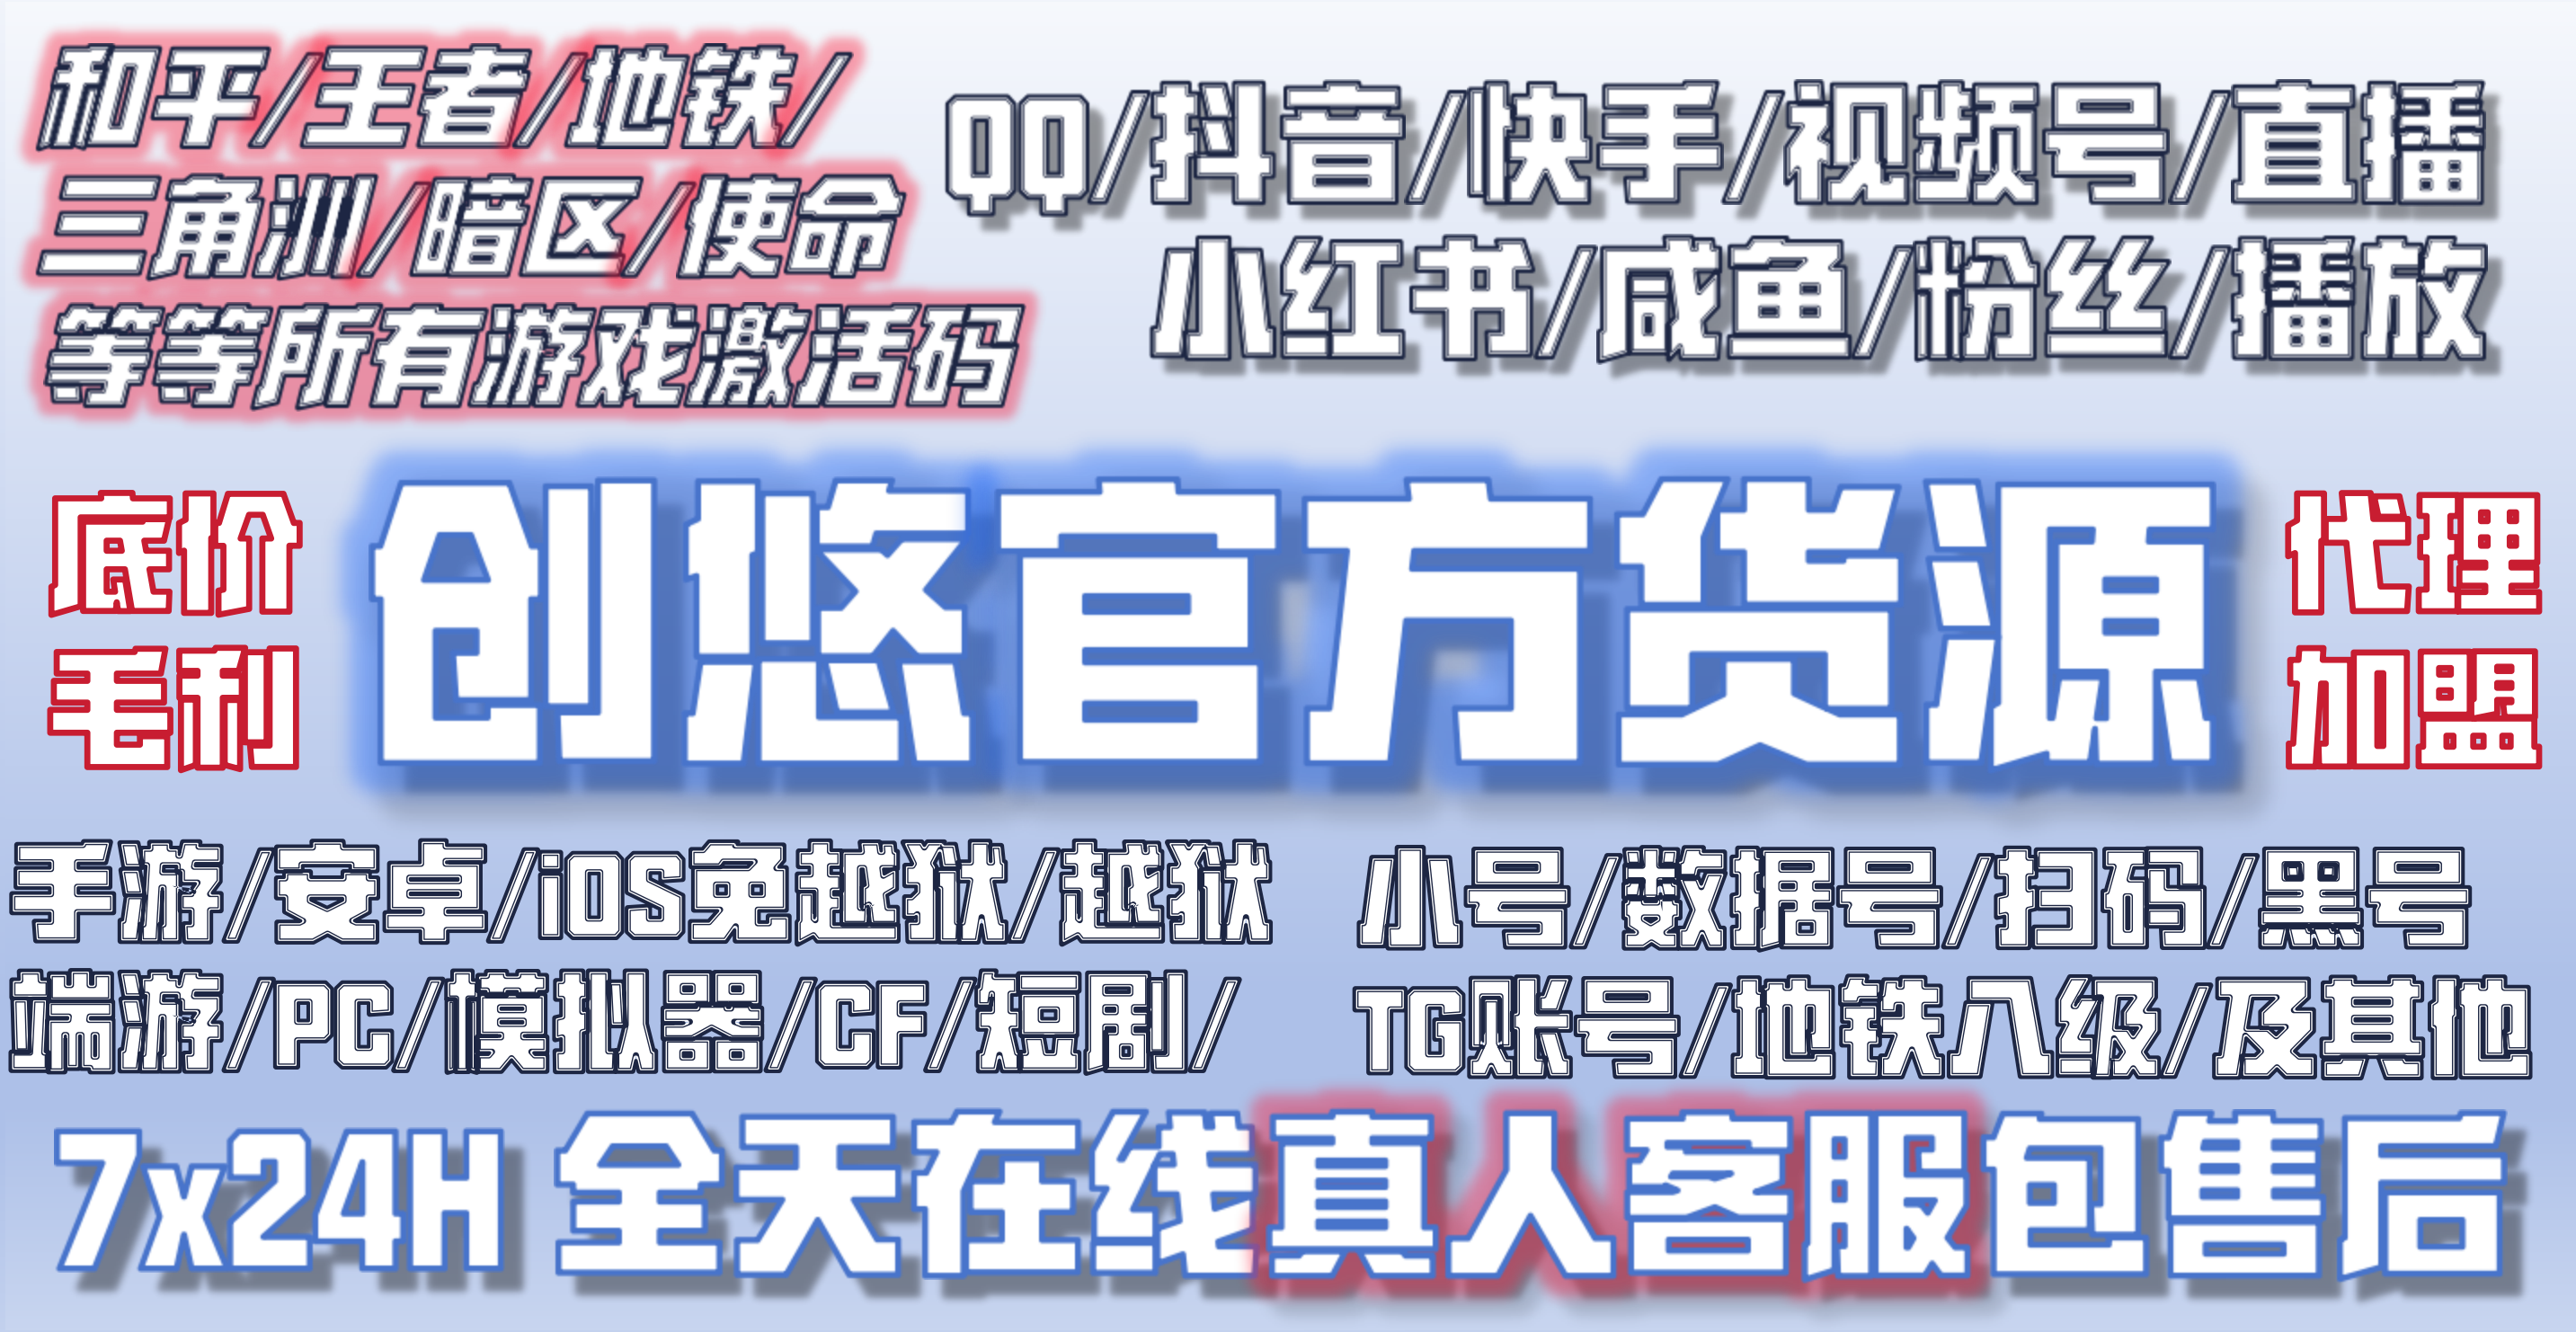 和平/王者/地铁/
三角洲/暗区/使命
等等所有游戏激活码
QQ/抖音/快手/视频号/直播
小红书/咸鱼/粉丝/播放
底价
毛利
创悠官方货源
代理
加盟
手游/安卓/iOS免越狱/越狱
端游/PC/模拟器/CF/短剧/
小号/数据号/扫码/黑号
TG账号/地铁八级/及其他
7x24H 全天在线真人客服包售后